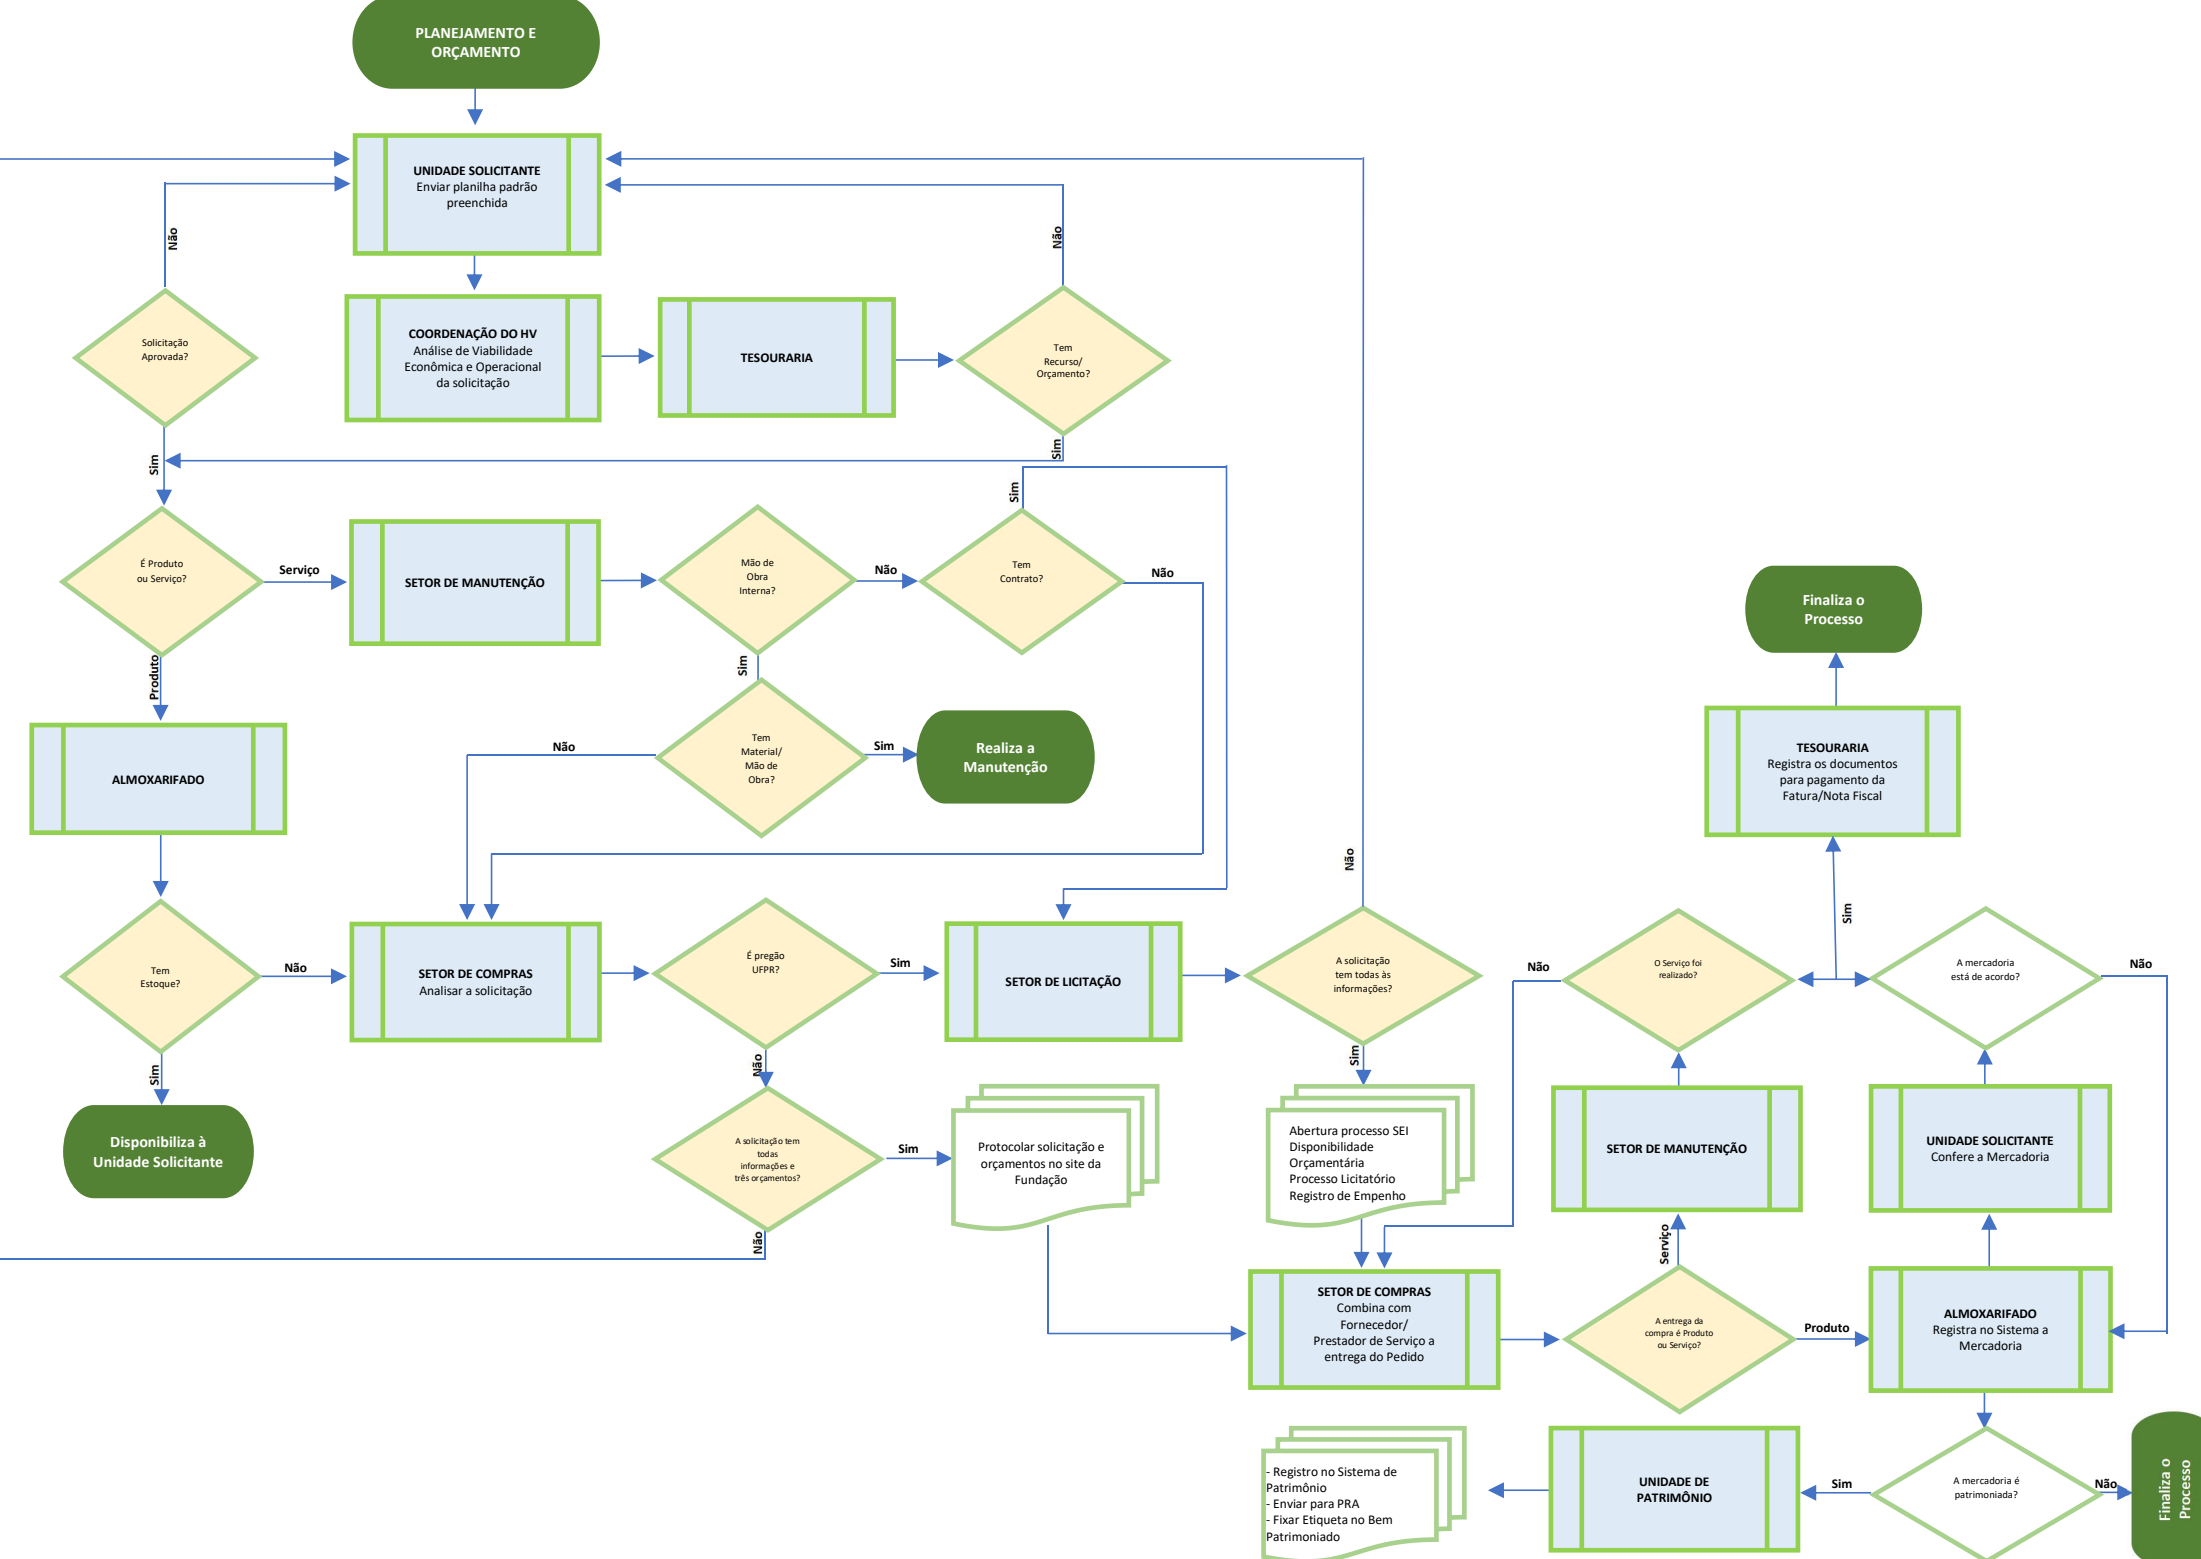 PLANEJAMENTO E
ORÇAMENTO
UNIDADE SOLICITANTE
Enviar planilha padrão
preenchida
Não
Não
Solicitação
Aprovada?
COORDENAÇÃO DO HV
Análise de Viabilidade
Econômica e Operacional
da solicitação
TESOURARIA
Tem
Recurso/
Orçamento?
Sim
Sim
Sim
É Produto
ou Serviço?
Serviço
SETOR DE MANUTENÇÃO
Mão de
Obra
Interna?
Não
Tem
Contrato?
Não
Finaliza o
Processo
Produto
Sim
ALMOXARIFADO
Não
Tem
Material/
Mão de
Obra?
Sim
Realiza a
Manutenção
TESOURARIA
Registra os documentos
para pagamento da
Fatura/Nota Fiscal
Não
Sim
Tem
Estoque?
Não
SETOR DE COMPRAS
Analisar a solicitação
É pregão
UFPR?
Sim
SETOR DE LICITAÇÃO
A solicitação
tem todas às
informações?
Não
O Serviço foi
realizado?
A mercadoria
está de acordo?
Não
Sim
Não
Sim
Disponibiliza à
Unidade Solicitante
A solicitação tem
todas
informações e
três orçamentos?
Sim
Protocolar solicitação e
orçamentos no site da
Fundação
Abertura processo SEI
Disponibilidade
Orçamentária
Processo Licitatório
Registro de Empenho
SETOR DE MANUTENÇÃO
UNIDADE SOLICITANTE
Confere a Mercadoria
Não
Serviço
SETOR DE COMPRAS
Combina com
Fornecedor/
Prestador de Serviço a
entrega do Pedido
A entrega da
compra é Produto
ou Serviço?
Produto
ALMOXARIFADO
Registra no Sistema a
Mercadoria
- Registro no Sistema de
Patrimônio
- Enviar para PRA
- Fixar Etiqueta no Bem
Patrimoniado
UNIDADE DE
PATRIMÔNIO
Sim
A mercadoria é
patrimoniada?
Não
Finaliza o
Processo